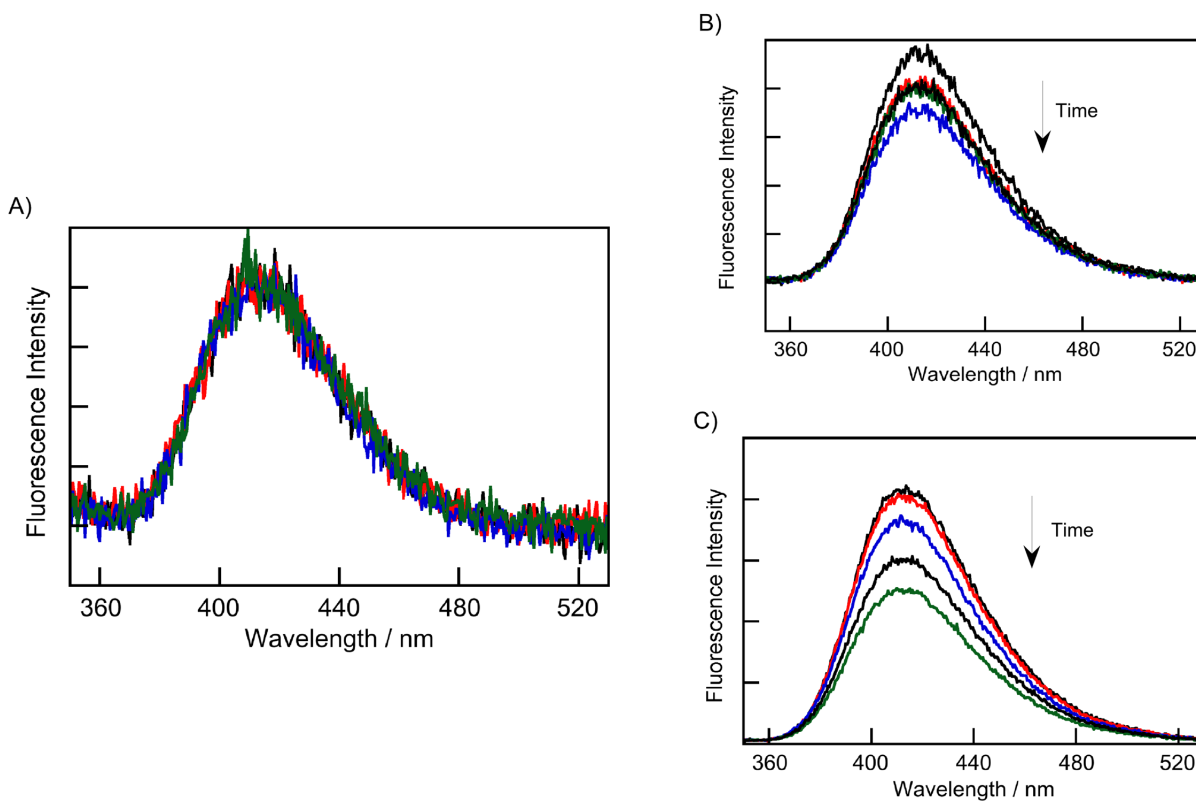 A)
Fluorescence Intensity
360 400 440 480 520
Wavelength / nm
B)
Fluorescence Intensity
Time
360 400 440 480 520
Wavelength / nm
C)
Fluorescence Intensity
Time
360 400 440 480 520
Wavelength / nm